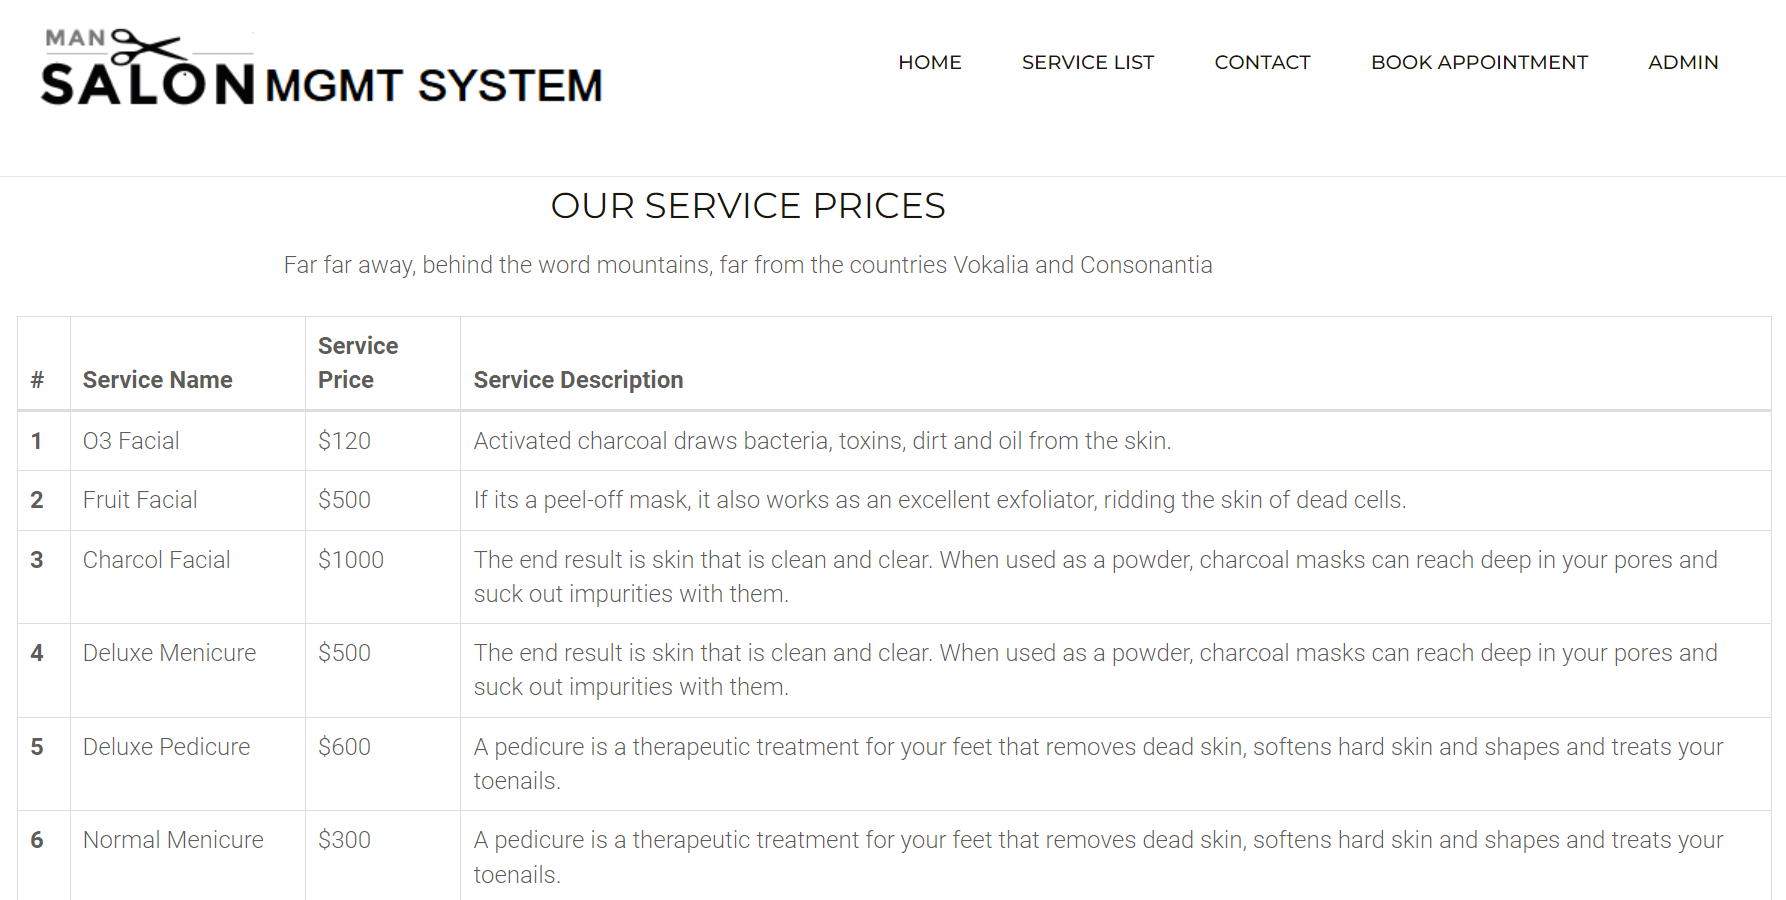 MAN
SALON MGMT SYSTEM
HOME SERVICE LIST CONTACT BOOK APPOINTMENT ADMIN
OUR SERVICE PRICES
Far far away, behind the word mountains, far from the countries Vokalia and Consonantia
# Service Name Service Price Service Description
1 O3 Facial $120 Activated charcoal draws bacteria, toxins, dirt and oil from the skin.
2 Fruit Facial $500 If its a peel-off mask, it also works as an excellent exfoliator, ridding the skin of dead cells.
3 Charcol Facial $1000 The end result is skin that is clean and clear. When used as a powder, charcoal masks can reach deep in your pores and
suck out impurities with them.
4 Deluxe Menicure $500 The end result is skin that is clean and clear. When used as a powder, charcoal masks can reach deep in your pores and
suck out impurities with them.
5 Deluxe Pedicure $600 A pedicure is a therapeutic treatment for your feet that removes dead skin, softens hard skin and shapes and treats your
toenails.
6 Normal Menicure $300 A pedicure is a therapeutic treatment for your feet that removes dead skin, softens hard skin and shapes and treats your
toenails.